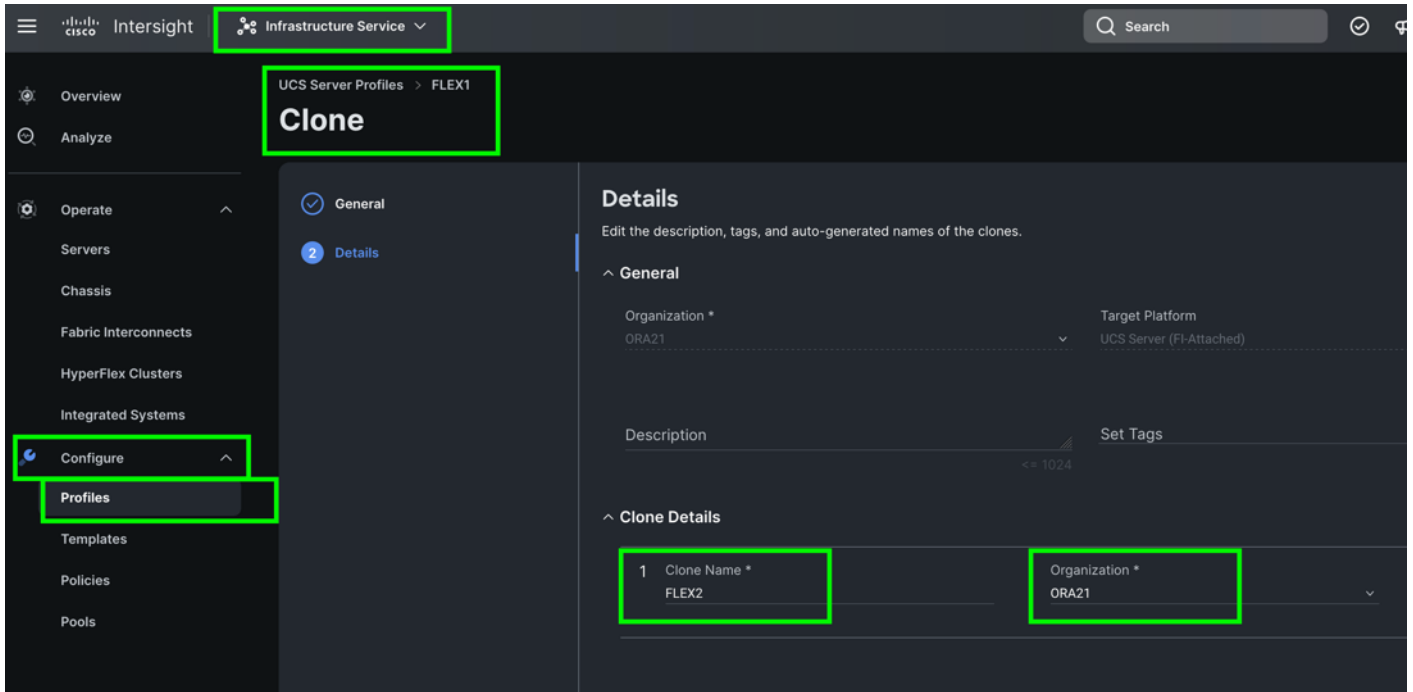 cisco Intersight Infrastructure Service Search
Overview
Analyze
Operate
Servers
Chassis
Fabric Interconnects
HyperFlex Clusters
Integrated Systems
Configure
Profiles
Templates
Policies
Pools
UCS Server Profiles > FLEX1
Clone
General
2 Details
Details
Edit the description, tags, and auto-generated names of the clones.
General
Organization * Target Platform
ORA21 UCS Server (FI-Attached)
Description Set Tags
<= 1024
Clone Details
1 Clone Name * Organization *
FLEX2 ORA21